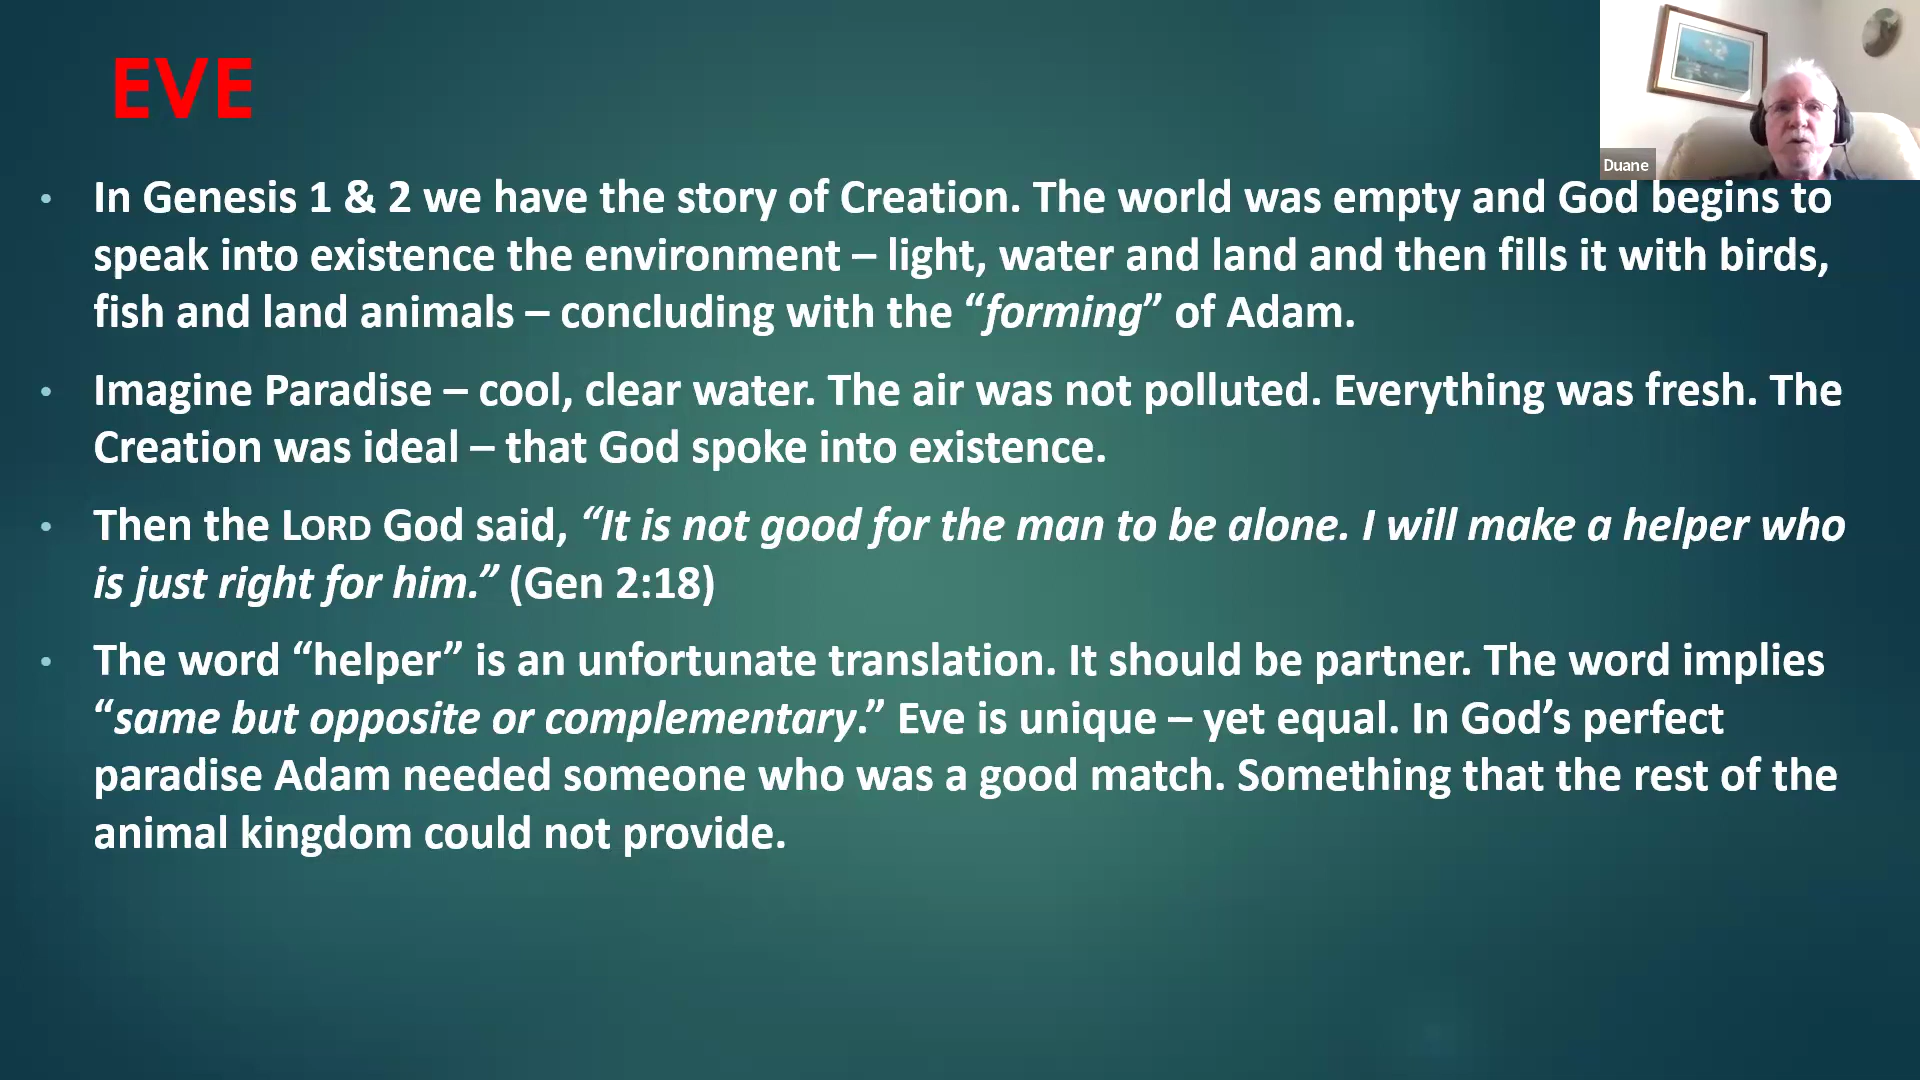 EVE
Duane
• In Genesis 1 & 2 we have the story of Creation. The world was empty and God begins to
speak into existence the environment – light, water and land and then fills it with birds,
fish and land animals – concluding with the “forming” of Adam.
• Imagine Paradise – cool, clear water. The air was not polluted. Everything was fresh. The
Creation was ideal – that God spoke into existence.
• Then the LORD God said, “It is not good for the man to be alone. I will make a helper who
is just right for him.” (Gen 2:18)
• The word “helper” is an unfortunate translation. It should be partner. The word implies
“same but opposite or complementary.” Eve is unique – yet equal. In God’s perfect
paradise Adam needed someone who was a good match. Something that the rest of the
animal kingdom could not provide.